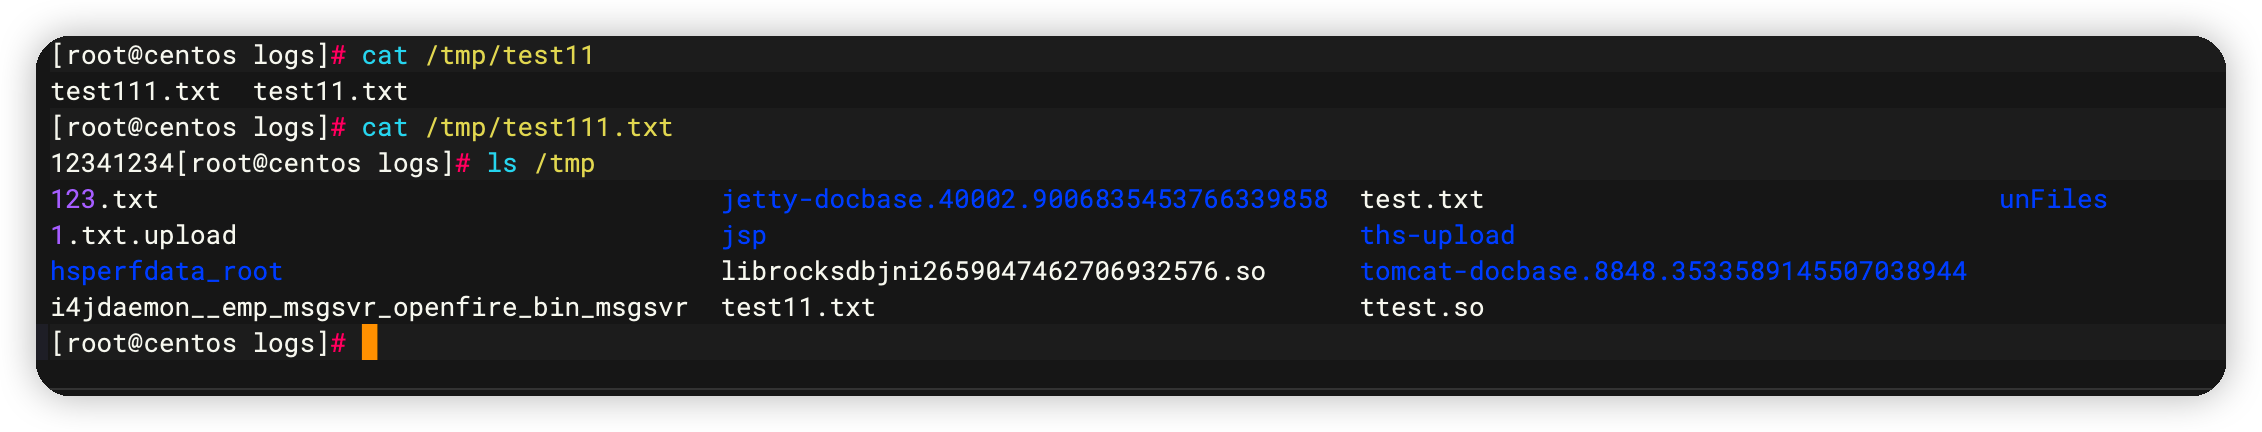 [root@centos logs]# cat /tmp/test11
test111.txt  test11.txt
[root@centos logs]# cat /tmp/test111.txt
12341234[root@centos logs]# ls /tmp
123.txt                                    jetty-docbase.40002.9006835453766339858  test.txt                                 unFiles
1.txt.upload                               jsp                                      ths-upload
hsperfdata_root                            librocksdbjni2659047462706932576.so      tomcat-docbase.8848.3533589145507038944
i4jdaemon__emp_msgsvr_openfire_bin_msgsvr  test11.txt                               ttest.so
[root@centos logs]#